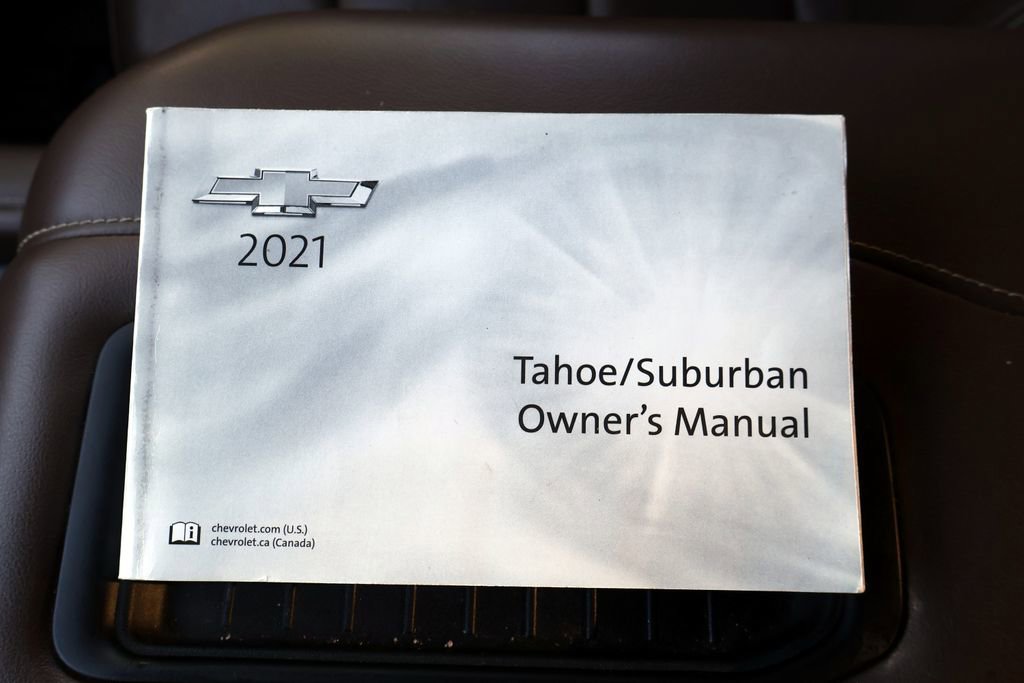 2021
Tahoe/Suburban
Owner's Manual
chevrolet.com (U.S.)
chevrolet.ca (Canada)